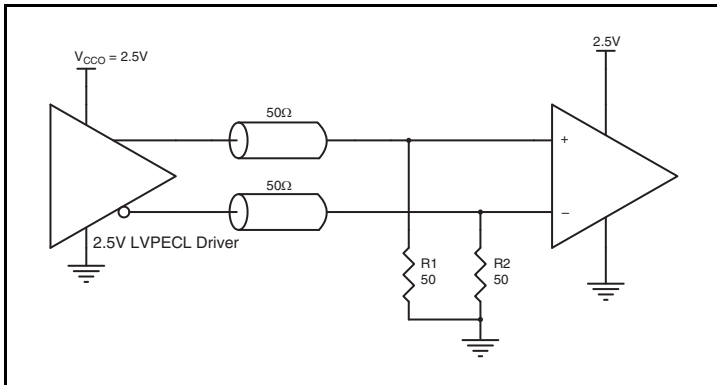 V_CCO = 2.5V
2.5V
50Ω
50Ω
+
–
2.5V LVPECL Driver
R1
50
R2
50